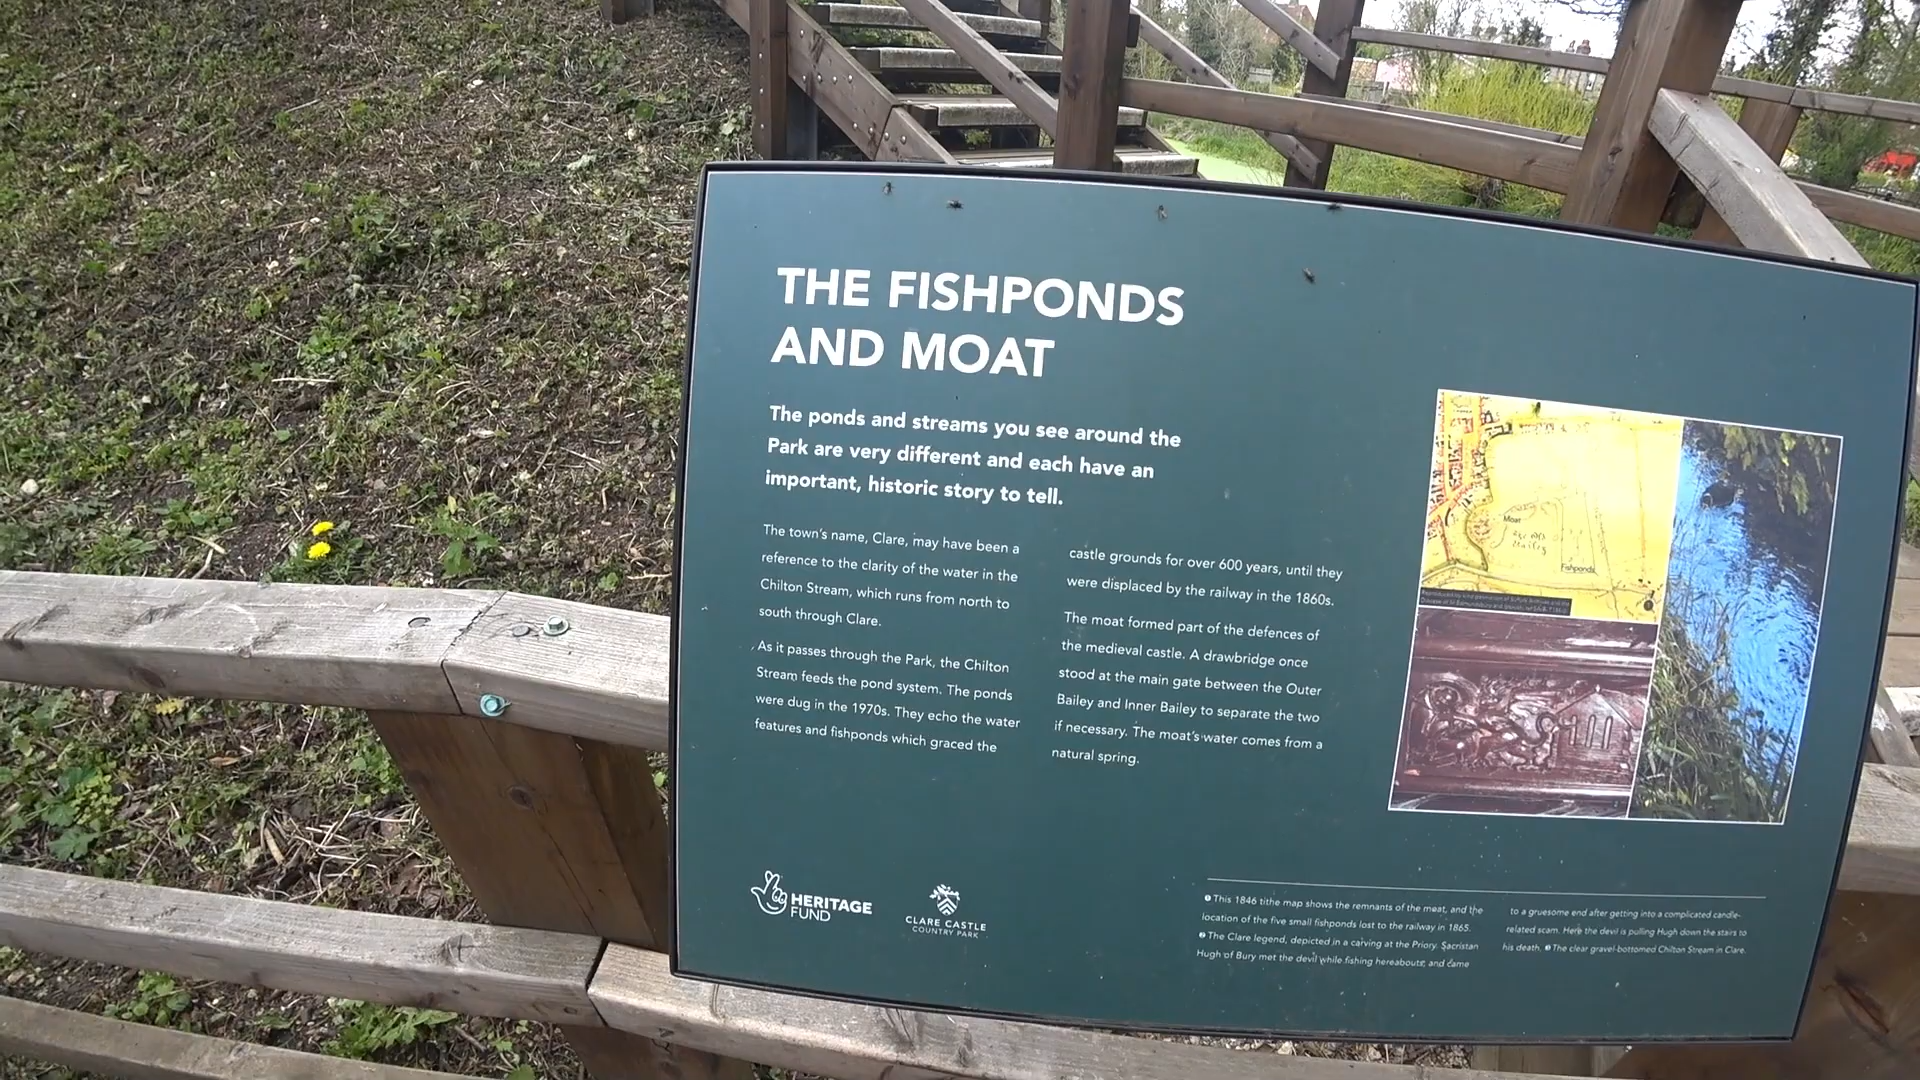 THE FISHPONDS
AND MOAT
The ponds and streams you see around the
Park are very different and each have an
important, historic story to tell.
The town's name, Clare, may have been a
reference to the clarity of the water in the
Chilton Stream, which runs from north to
south through Clare.
As it passes through the Park, the Chilton
Stream feeds the pond system. The ponds
were dug in the 1970s. They echo the water
features and fishponds which graced the
castle grounds for over 600 years, until they
were displaced by the railway in the 1860s.
The moat formed part of the defences of
the medieval castle. A drawbridge once
stood at the main gate between the Outer
Bailey and Inner Bailey to separate the two
if necessary. The moat's water comes from a
natural spring.
Moat
Fishponds
HERITAGE
FUND
CLARE CASTLE
COUNTRY PARK
❶ This 1846 tithe map shows the remnants of the moat, and the
location of the five small fishponds lost to the railway in 1865.
❷ The Clare legend, depicted in a carving at the Priory. Sacristan
Hugh of Bury met the devil while fishing hereabouts, and came
to a gruesome end after getting into a complicated candle-
related scam. Here the devil is pulling Hugh down the stairs to
his death. ❸ The clear gravel-bottomed Chilton Stream in Clare.